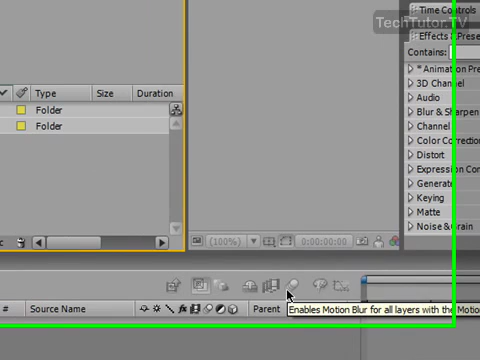 Time Controls
TechTutor.TV
Effects & Prese
Contains:
Type Size Duration
* Animation Pre
Folder
3D Channel
Audio
Folder
Blur & Sharpen
Channel
Color Correctio
Distort
Expression Con
Generate
Keying
Matte
Noise & Grain
(100%) 0:00:00:00
# Source Name Parent
Enables Motion Blur for all layers with the Motio